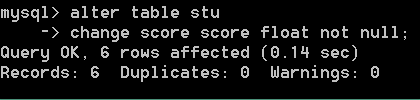 mysql> alter table stu
    -> change score score float not null;
Query OK, 6 rows affected (0.14 sec)
Records: 6  Duplicates: 0  Warnings: 0